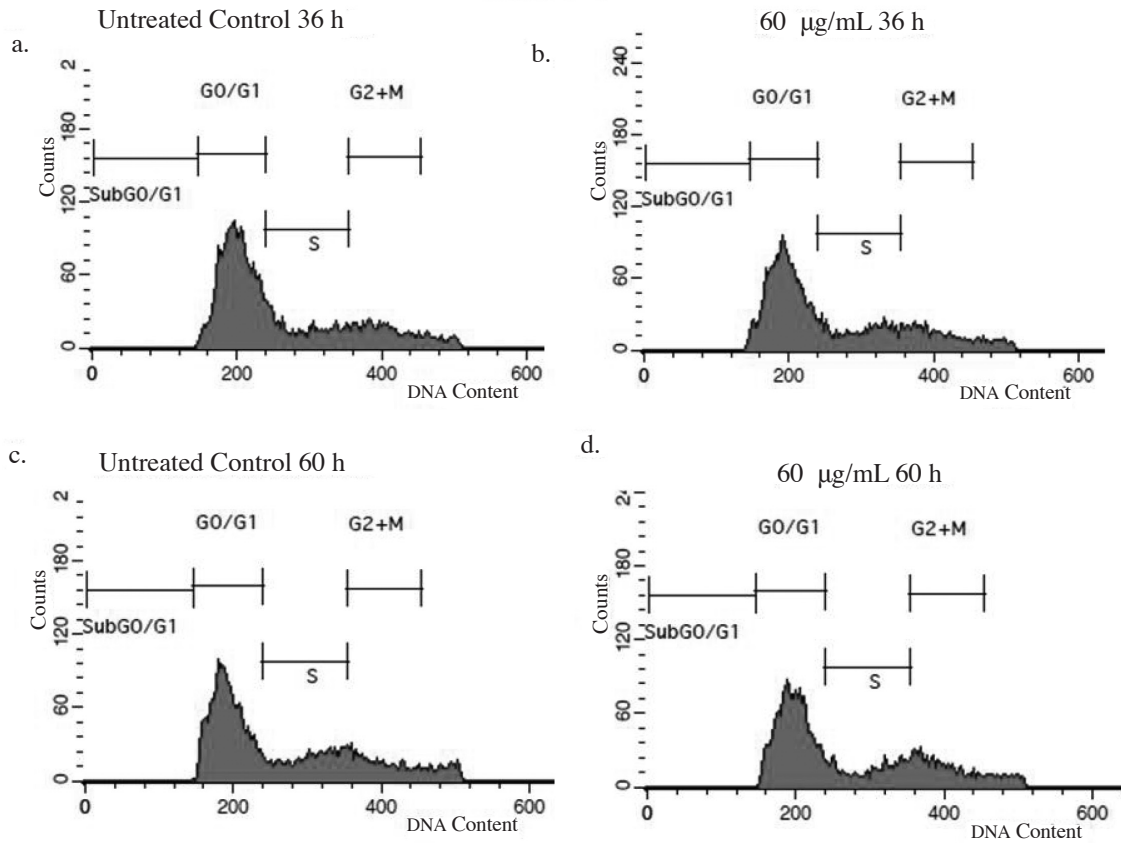 Untreated Control 36 h
a.
2
180
120
60
0
Counts
G0/G1
G2+M
SubG0/G1
S
0
200
400
600
DNA Content
60 μg/mL 36 h
b.
240
180
120
60
0
Counts
G0/G1
G2+M
SubG0/G1
S
0
200
400
600
DNA Content
c.
Untreated Control 60 h
2
180
120
60
0
Counts
G0/G1
G2+M
SubG0/G1
S
0
200
400
600
DNA Content
d.
60 μg/mL 60 h
180
120
60
0
Counts
G0/G1
G2+M
SubG0/G1
S
0
200
400
600
DNA Content